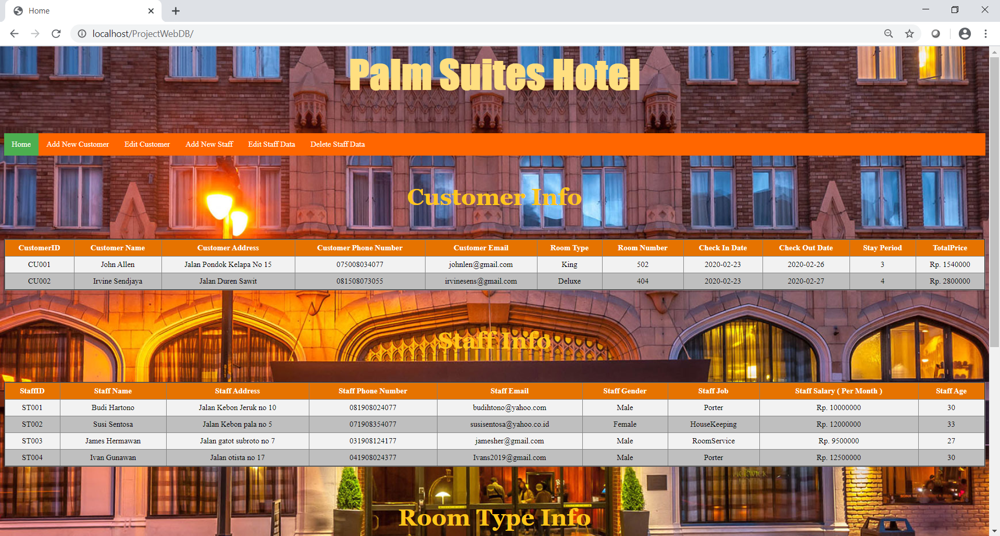 Home
localhost/ProjectWebDB/
Palm Suites Hotel
Home Add New Customer Edit Customer Add New Staff Edit Staff Data Delete Staff Data
Customer Info
CustomerID Customer Name Customer Address Customer Phone Number Customer Email Room Type Room Number Check In Date Check Out Date Stay Period TotalPrice
CU001 John Allen Jalan Pondok Kelapa No 15 075008034077 johnlen@gmail.com King 502 2020-02-23 2020-02-26 3 Rp. 1540000
CU002 Irvine Sendjaya Jalan Duren Sawit 081508073055 irvinesens@gmail.com Deluxe 404 2020-02-23 2020-02-27 4 Rp. 2800000
Staff Info
StaffID Staff Name Staff Address Staff Phone Number Staff Email Staff Gender Staff Job Staff Salary ( Per Month ) Staff Age
ST001 Budi Hartono Jalan Kebon Jeruk no 10 081908024077 budihtono@yahoo.com Male Porter Rp. 10000000 30
ST002 Susi Sentosa Jalan Kebon pala no 5 071908354077 susisentosa@yahoo.co.id Female HouseKeeping Rp. 12000000 33
ST003 James Hermawan Jalan gatot subroto no 7 031908124177 jamesher@gmail.com Male RoomService Rp. 9500000 27
ST004 Ivan Gunawan Jalan otista no 17 041908024377 Ivans2019@gmail.com Male Porter Rp. 12500000 30
PICKWICK
Room Type Info